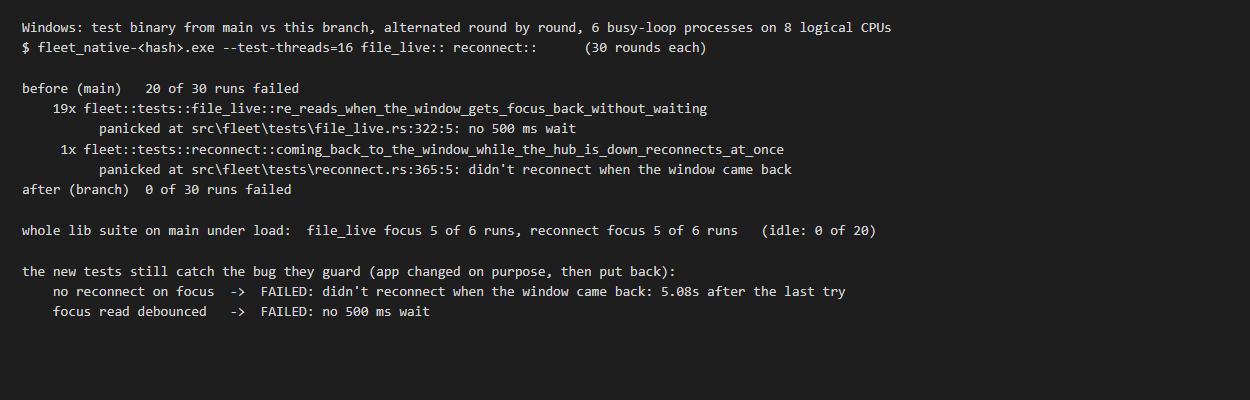 Windows: test binary from main vs this branch, alternated round by round, 6 busy-loop processes on 8 logical CPUs
$ fleet_native-<hash>.exe --test-threads=16 file_live:: reconnect::      (30 rounds each)

before (main)   20 of 30 runs failed
    19x fleet::tests::file_live::re_reads_when_the_window_gets_focus_back_without_waiting
          panicked at src\fleet\tests\file_live.rs:322:5: no 500 ms wait
     1x fleet::tests::reconnect::coming_back_to_the_window_while_the_hub_is_down_reconnects_at_once
          panicked at src\fleet\tests\reconnect.rs:365:5: didn't reconnect when the window came back
after (branch)  0 of 30 runs failed

whole lib suite on main under load:  file_live focus 5 of 6 runs, reconnect focus 5 of 6 runs   (idle: 0 of 20)

the new tests still catch the bug they guard (app changed on purpose, then put back):
    no reconnect on focus  ->  FAILED: didn't reconnect when the window came back: 5.08s after the last try
    focus read debounced   ->  FAILED: no 500 ms wait